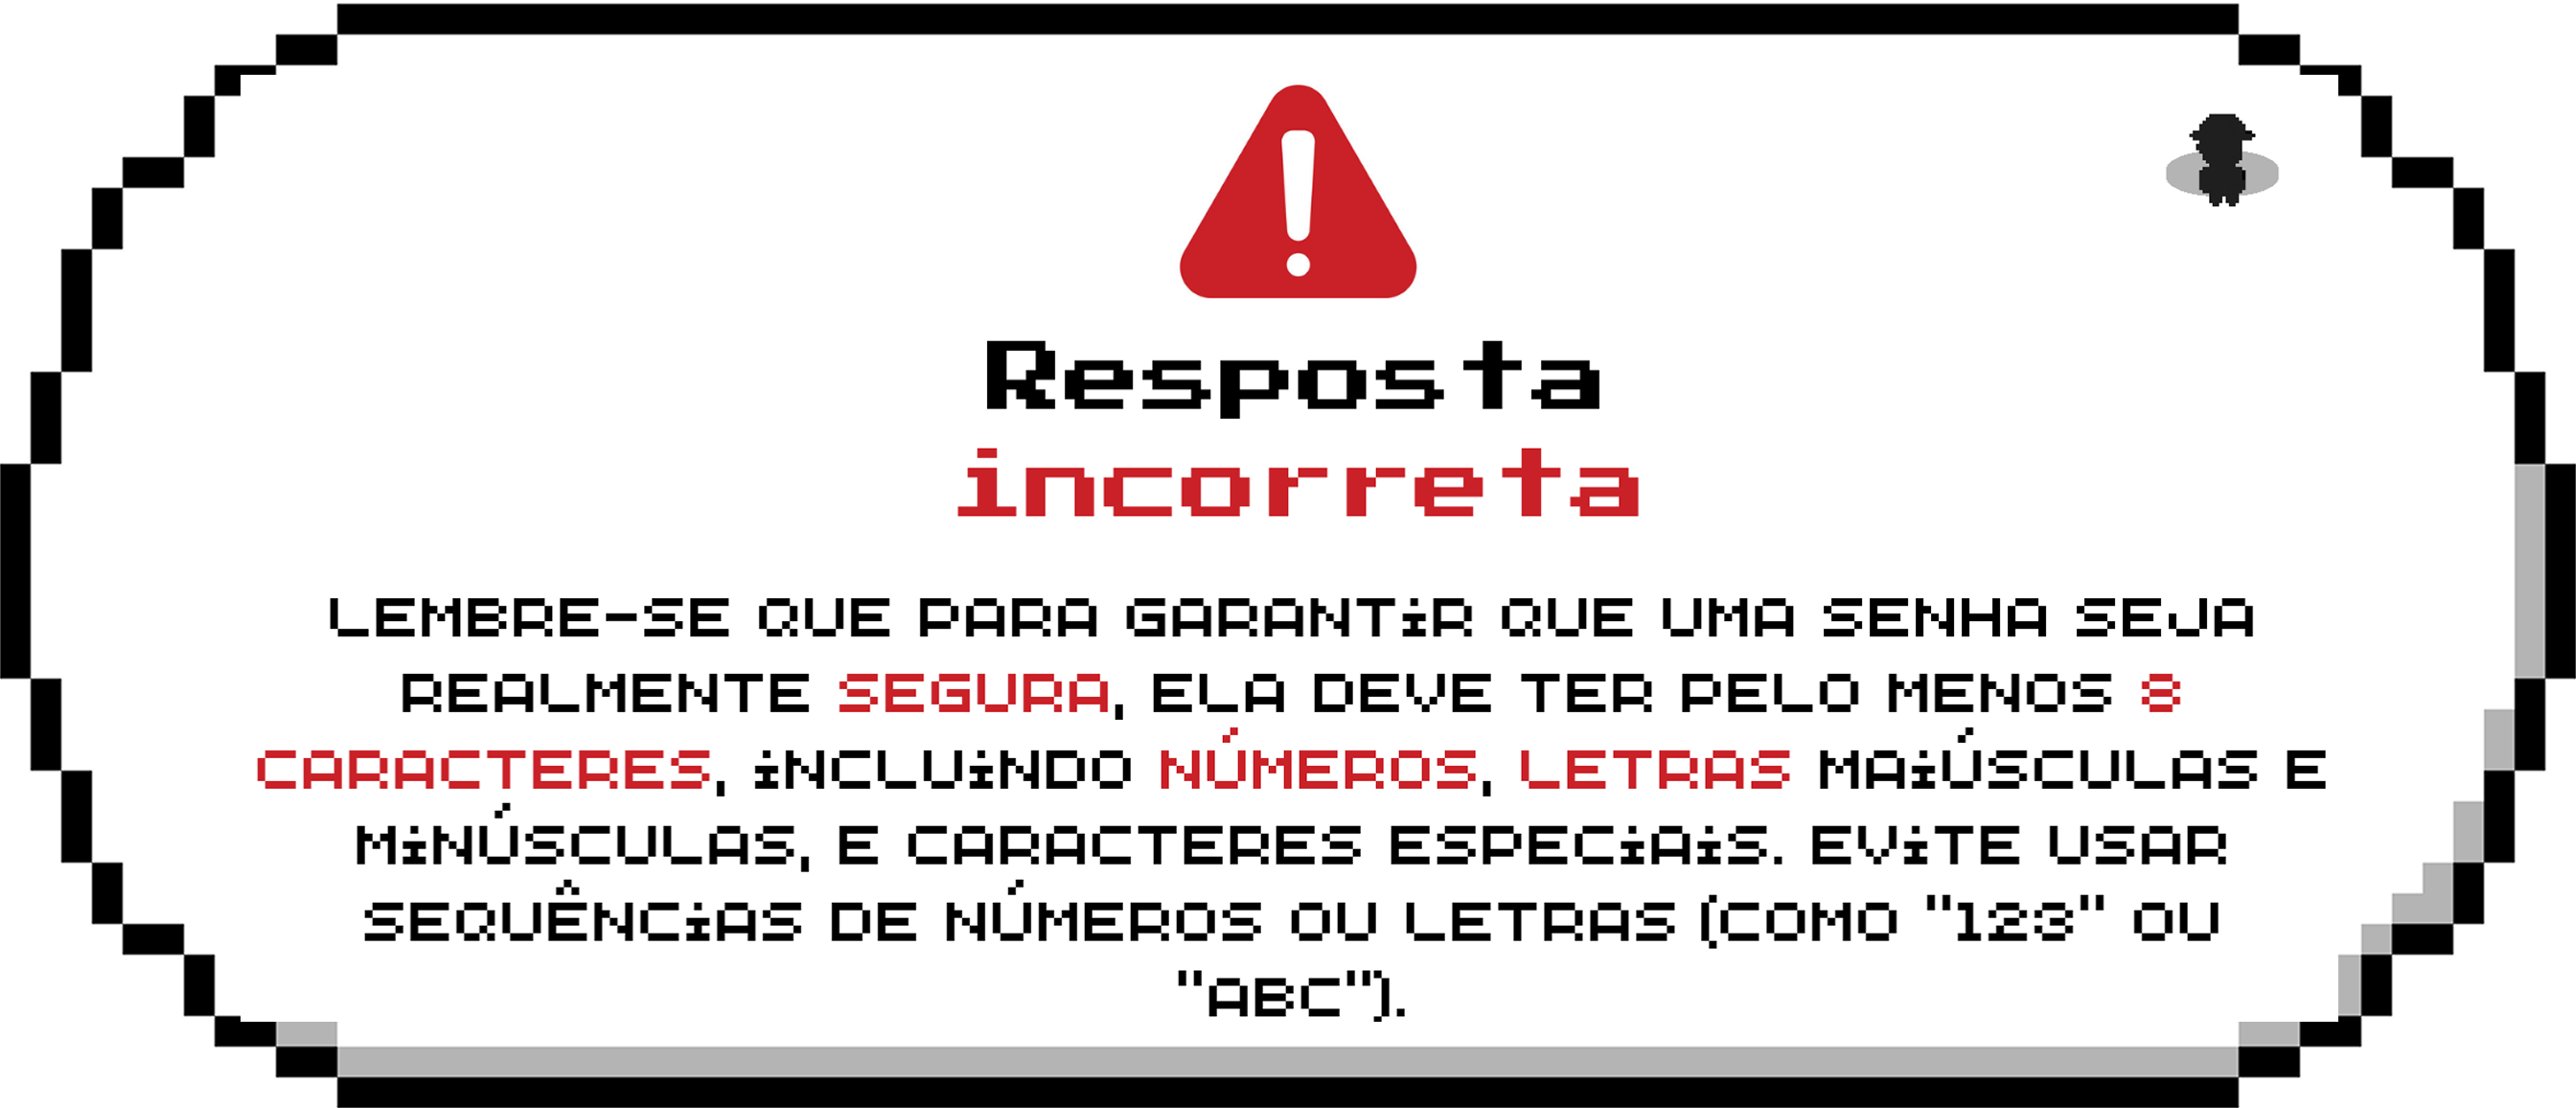 Resposta
incorreta
LEMBRE-SE QUE PARA GARANTiR QUE UMA SENHA SEJA
REALMENTE SEGURA, ELA DEVE TER PELO MENOS 8
CARACTERES, iNCLUiNDO NÚMEROS, LETRAS MAiÚSCULAS E
MiNÚSCULAS, E CARACTERES ESPECiAiS. EViTE USAR
SEQUÊNCiAS DE NÚMEROS OU LETRAS (COMO "123" OU
"ABC").